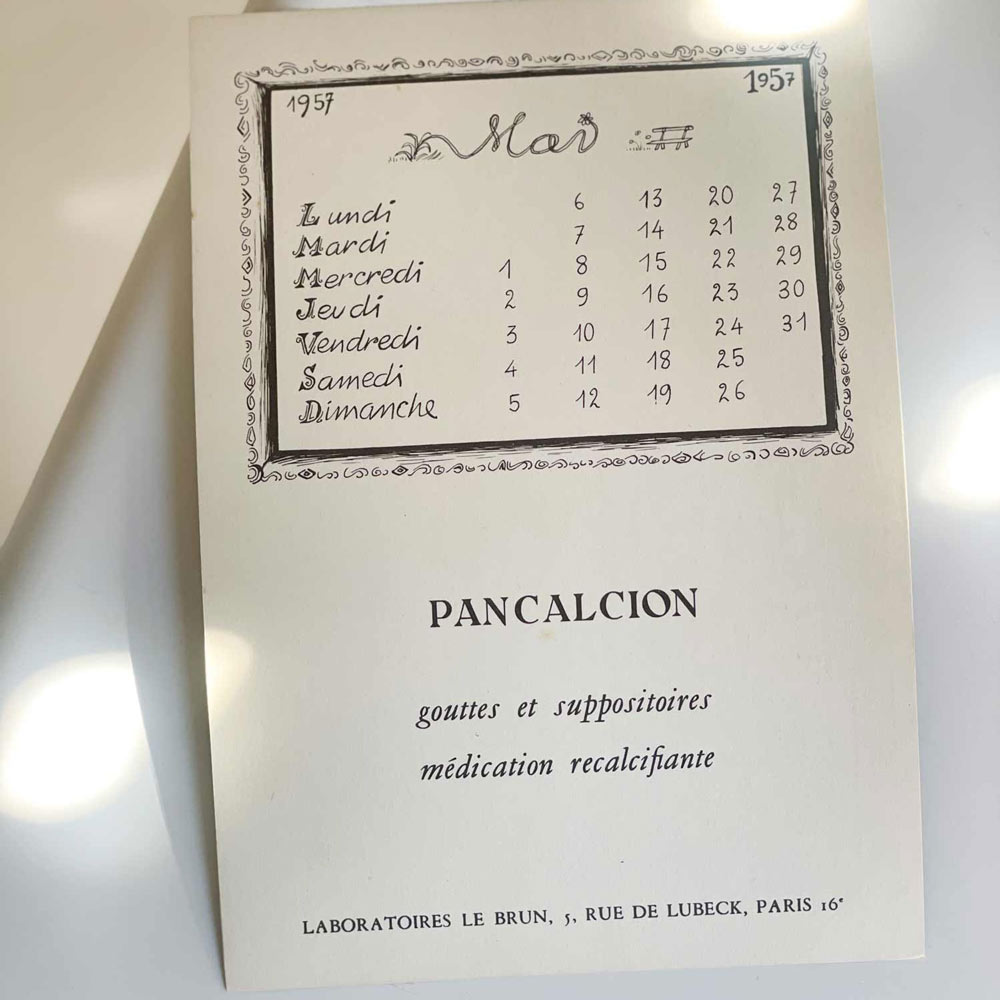 1957 1957
Mai
Lundi 6 13 20 27
Mardi 7 14 21 28
Mercredi 1 8 15 22 29
Jeudi 2 9 16 23 30
Vendredi 3 10 17 24 31
Samedi 4 11 18 25
Dimanche 5 12 19 26
PANCALCION
gouttes et suppositoires
médication recalcifiante
LABORATOIRES LE BRUN, 5, RUE DE LUBECK, PARIS 16ᵉ